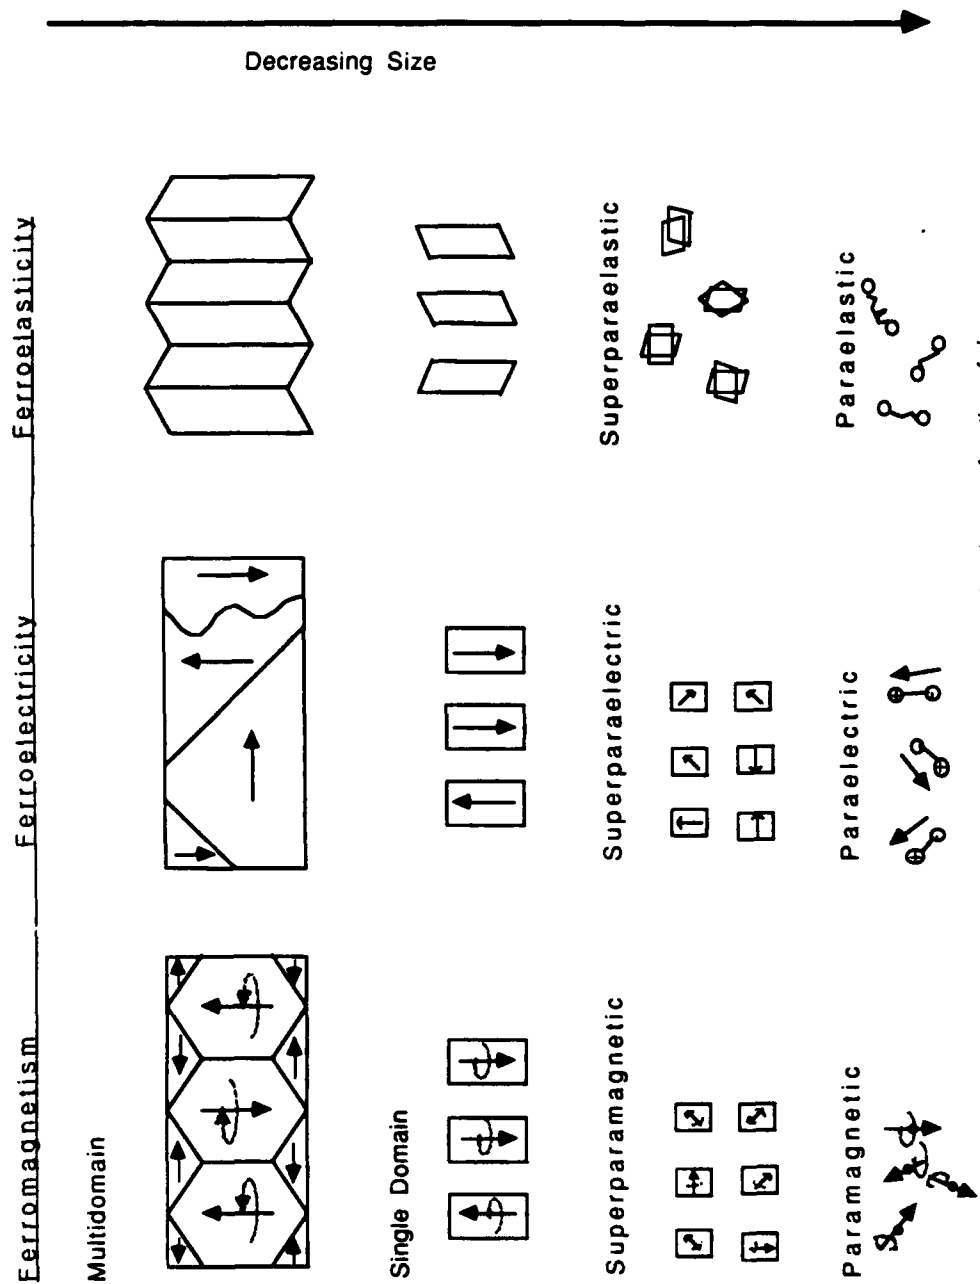 Ferromagnetism Ferroelectricity Ferroelasticity
Decreasing Size
Multidomain
Single Domain
Superparamagnetic Superparaelectric Superparaelastic
Paramagnetic Paraelectric Paraelastic